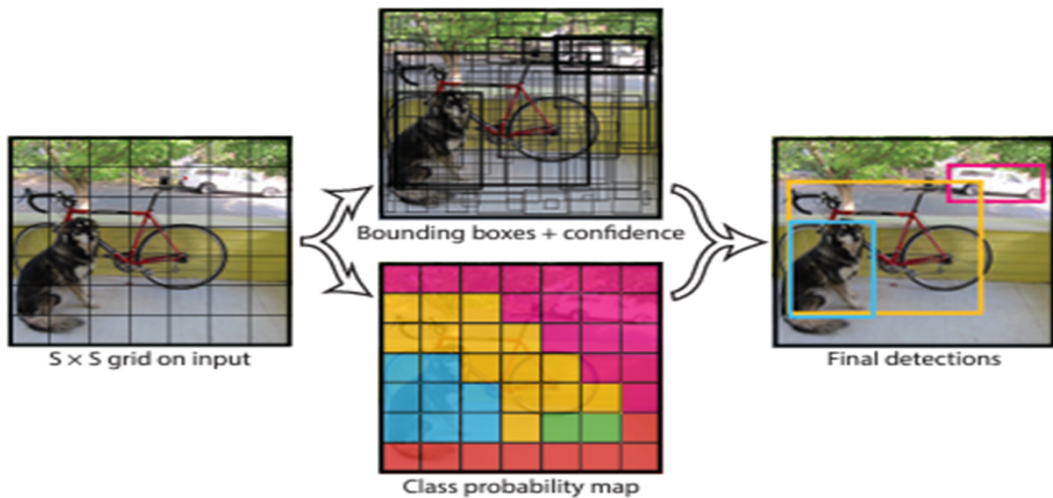 Bounding boxes + confidence
S × S grid on input
Final detections
Class probability map